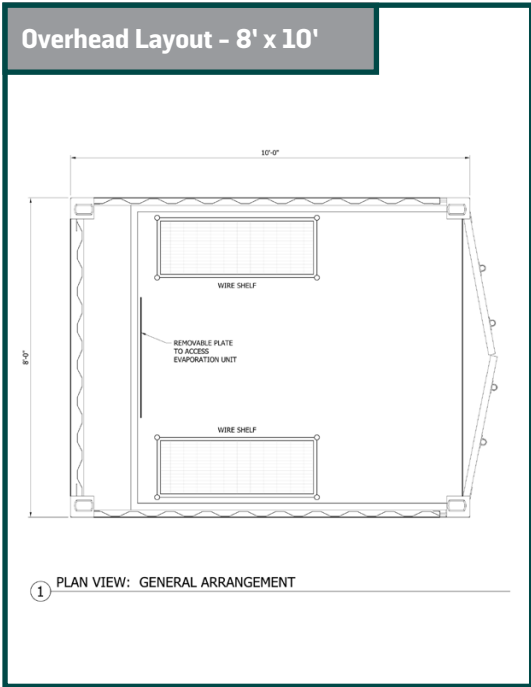 Overhead Layout - 8' x 10'
10'-0"
WIRE SHELF
REMOVABLE PLATE
TO ACCESS
EVAPORATION UNIT
8'-0"
WIRE SHELF
1 PLAN VIEW: GENERAL ARRANGEMENT